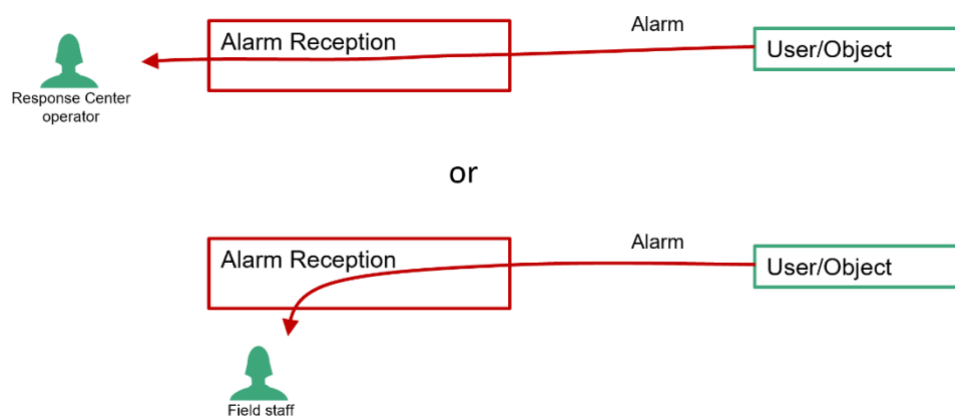 Alarm
Alarm Reception
User/Object
Response Center
operator
or
Alarm
Alarm Reception
User/Object
Field staff